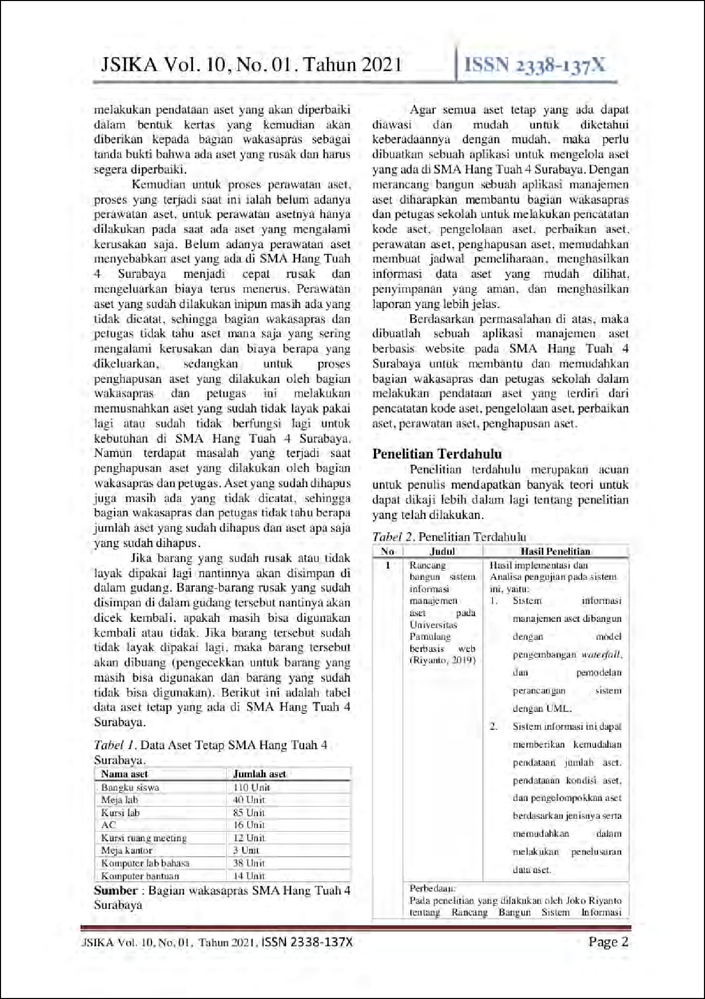 JSIKA Vol. 10, No. 01. Tahun 2021
ISSN 2338-137X
melakukan pendataan aset yang akan diperbaiki
dalam bentuk kertas yang kemudian akan
diberikan kepada bagian wakasapras sebagai
tanda bukti bahwa ada aset yang rusak dan harus
segera diperbaiki.
Kemudian untuk proses perawatan aset,
proses yang terjadi saat ini ialah belum adanya
perawatan aset, untuk perawatan asetnya hanya
dilakukan pada saat ada aset yang mengalami
kerusakan saja. Belum adanya perawatan aset
menyebabkan aset yang ada di SMA Hang Tuah
4 Surabaya menjadi cepat rusak dan
mengeluarkan biaya terus menerus. Perawatan
aset yang sudah dilakukan inipun masih ada yang
tidak dicatat, sehingga bagian wakasapras dan
petugas tidak tahu aset mana saja yang sering
mengalami kerusakan dan biaya berapa yang
dikeluarkan, sedangkan untuk proses
penghapusan aset yang dilakukan oleh bagian
wakasapras dan petugas ini melakukan
memusnahkan aset yang sudah tidak layak pakai
lagi atau sudah tidak berfungsi lagi untuk
kebutuhan di SMA Hang Tuah 4 Surabaya.
Namun terdapat masalah yang terjadi saat
penghapusan aset yang dilakukan oleh bagian
wakasapras dan petugas. Aset yang sudah dihapus
juga masih ada yang tidak dicatat, sehingga
bagian wakasapras dan petugas tidak tahu berapa
jumlah aset yang sudah dihapus dan aset apa saja
yang sudah dihapus.
Jika barang yang sudah rusak atau tidak
layak dipakai lagi nantinnya akan disimpan di
dalam gudang. Barang-barang rusak yang sudah
disimpan di dalam gudang tersebut nantinya akan
dicek kembali, apakah masih bisa digunakan
kembali atau tidak. Jika barang tersebut sudah
tidak layak dipakai lagi, maka barang tersebut
akan dibuang (pengecekkan untuk barang yang
masih bisa digunakan dan barang yang sudah
tidak bisa digunakan). Berikut ini adalah tabel
data aset tetap yang ada di SMA Hang Tuah 4
Surabaya.
Tabel 1. Data Aset Tetap SMA Hang Tuah 4
Surabaya.
Nama aset Jumlah aset
Bangku siswa 110 Unit
Meja lab 40 Unit
Kursi lab 85 Unit
AC 16 Unit
Kursi ruang meeting 12 Unit
Meja kantor 3 Unit
Komputer lab bahasa 38 Unit
Komputer bantuan 14 Unit
Sumber : Bagian wakasapras SMA Hang Tuah 4
Surabaya
Agar semua aset tetap yang ada dapat
diawasi dan mudah untuk diketahui
keberadaannya dengan mudah, maka perlu
dibuatkan sebuah aplikasi untuk mengelola aset
yang ada di SMA Hang Tuah 4 Surabaya. Dengan
merancang bangun sebuah aplikasi manajemen
aset diharapkan membantu bagian wakasapras
dan petugas sekolah untuk melakukan pencatatan
kode aset, pengelolaan aset, perbaikan aset,
perawatan aset, penghapusan aset, memudahkan
membuat jadwal pemeliharaan, menghasilkan
informasi data aset yang mudah dilihat,
penyimpanan yang aman, dan menghasilkan
laporan yang lebih jelas.
Berdasarkan permasalahan di atas, maka
dibuatlah sebuah aplikasi manajemen aset
berbasis website pada SMA Hang Tuah 4
Surabaya untuk membantu dan memudahkan
bagian wakasapras dan petugas sekolah dalam
melakukan pendataan aset yang terdiri dari
pencatatan kode aset, pengelolaan aset, perbaikan
aset, perawatan aset, penghapusan aset.
Penelitian Terdahulu
Penelitian terdahulu merupakan acuan
untuk penulis mendapatkan banyak teori untuk
dapat dikaji lebih dalam lagi tentang penelitian
yang telah dilakukan.
Tabel 2. Penelitian Terdahulu
No Judul Hasil Penelitian
1
Rancang
bangun sistem
informasi
manajemen
aset pada
Universitas
Pamulang
berbasis web
(Riyanto, 2019)
Hasil implementasi dan
Analisa pengujian pada sistem
ini, yaitu:
1. Sistem informasi
manajemen aset dibangun
dengan model
pengembangan waterfall,
dan pemodelan
perancangan sistem
dengan UML.
2. Sistem informasi ini dapat
memberikan kemudahan
pendataan jumlah aset,
pendataaan kondisi aset,
dan pengelompokkan aset
berdasarkan jenisnya serta
memudahkan dalam
melakukan penelusuran
data aset.
Perbedaan:
Pada penelitian yang dilakukan oleh Joko Riyanto
tentang Rancang Bangun Sistem Informasi
JSIKA Vol. 10, No. 01, Tahun 2021, ISSN 2338-137X
Page 2